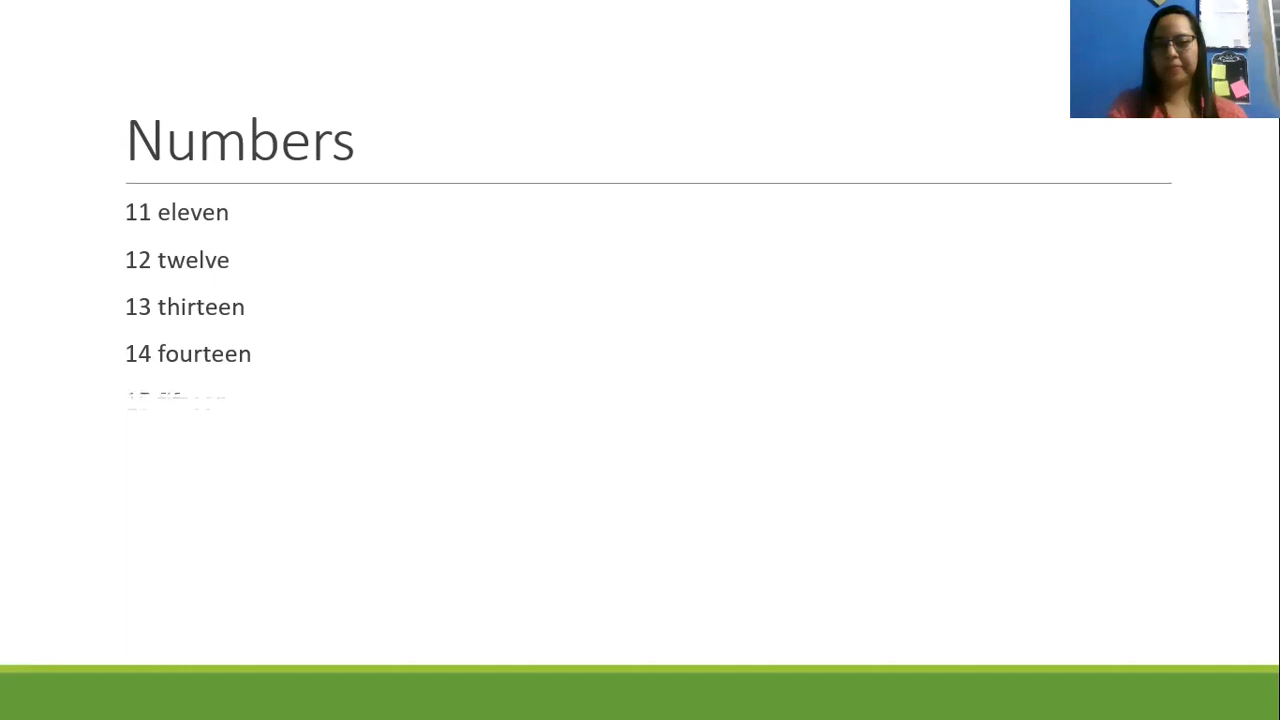 Numbers
11 eleven
12 twelve
13 thirteen
14 fourteen